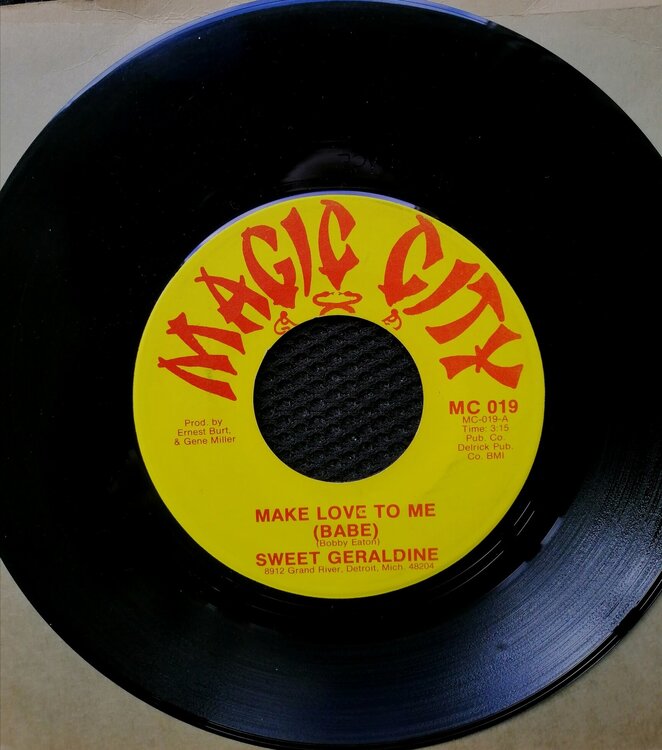 MAGIC CITY
MC 019
MC-019-A
Time: 3:15
Pub. Co.
Delrick Pub.
Co. BMI
Prod. by
Ernest Burt,
& Gene Miller
MAKE LOVE TO ME
(BABE)
(Bobby Eaton)
SWEET GERALDINE
8912 Grand River, Detroit, Mich. 48204